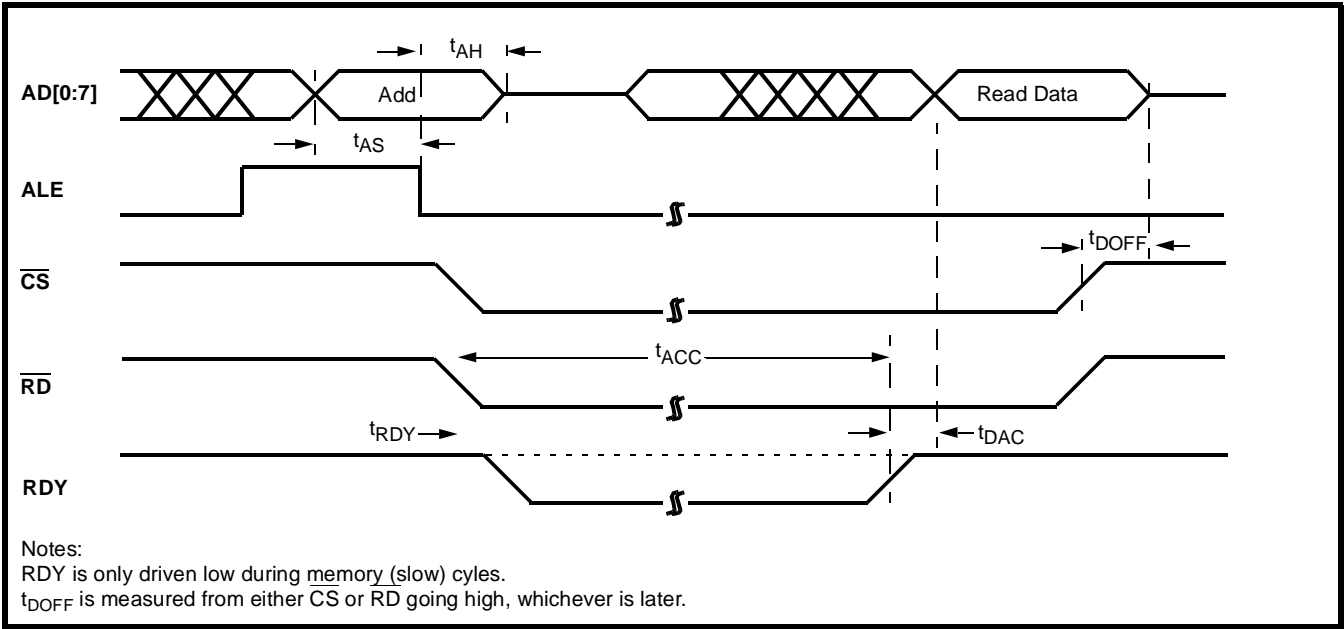 tAH
AD[0:7]
Add
Read Data
tAS
ALE
tDOFF
CS
tACC
RD
tRDY
tDAC
RDY
Notes:
RDY is only driven low during memory (slow) cyles.
tDOFF is measured from either CS or RD going high, whichever is later.